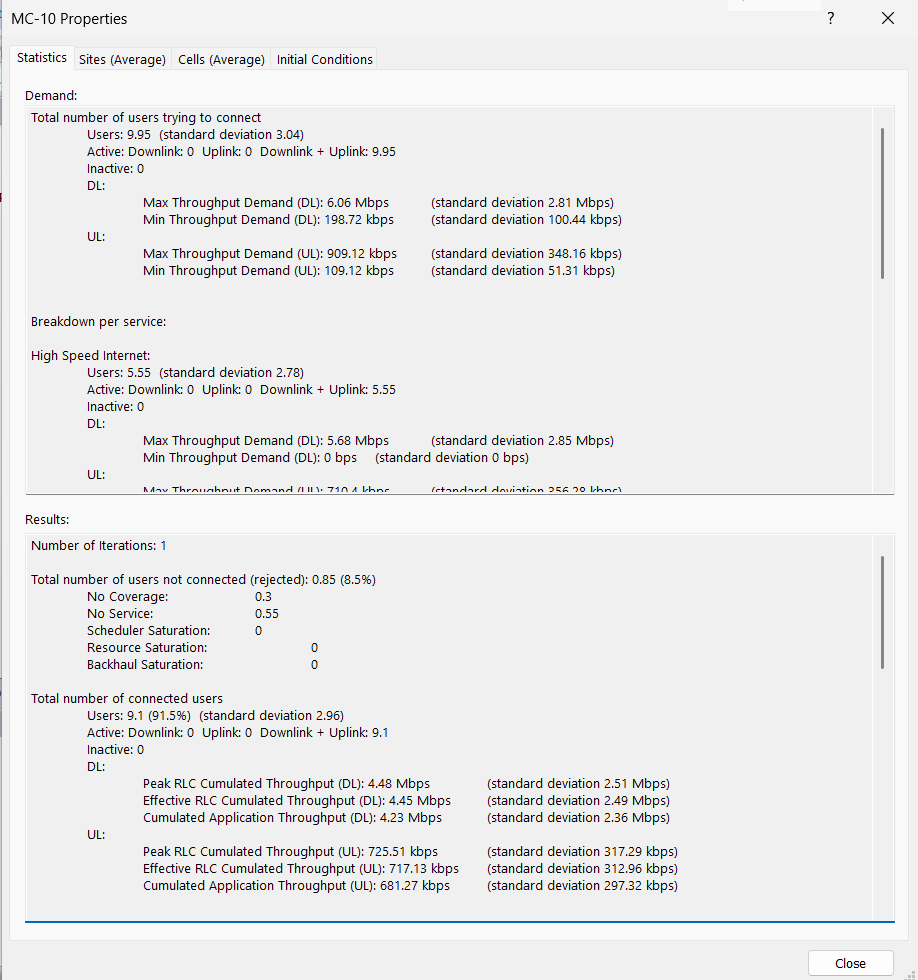 MC-10 Properties
?
Statistics Sites (Average) Cells (Average) Initial Conditions
Demand:
Total number of users trying to connect
Users: 9.95 (standard deviation 3.04)
Active: Downlink: 0 Uplink: 0 Downlink + Uplink: 9.95
Inactive: 0
DL:
Max Throughput Demand (DL): 6.06 Mbps (standard deviation 2.81 Mbps)
Min Throughput Demand (DL): 198.72 kbps (standard deviation 100.44 kbps)
UL:
Max Throughput Demand (UL): 909.12 kbps (standard deviation 348.16 kbps)
Min Throughput Demand (UL): 109.12 kbps (standard deviation 51.31 kbps)
Breakdown per service:
High Speed Internet:
Users: 5.55 (standard deviation 2.78)
Active: Downlink: 0 Uplink: 0 Downlink + Uplink: 5.55
Inactive: 0
DL:
Max Throughput Demand (DL): 5.68 Mbps (standard deviation 2.85 Mbps)
Min Throughput Demand (DL): 0 bps (standard deviation 0 bps)
UL:
Max Throughput Demand (UL): 710.4 kbps (standard deviation 356.28 kbps)
Results:
Number of Iterations: 1
Total number of users not connected (rejected): 0.85 (8.5%)
No Coverage: 0.3
No Service: 0.55
Scheduler Saturation: 0
Resource Saturation: 0
Backhaul Saturation: 0
Total number of connected users
Users: 9.1 (91.5%) (standard deviation 2.96)
Active: Downlink: 0 Uplink: 0 Downlink + Uplink: 9.1
Inactive: 0
DL:
Peak RLC Cumulated Throughput (DL): 4.48 Mbps (standard deviation 2.51 Mbps)
Effective RLC Cumulated Throughput (DL): 4.45 Mbps (standard deviation 2.49 Mbps)
Cumulated Application Throughput (DL): 4.23 Mbps (standard deviation 2.36 Mbps)
UL:
Peak RLC Cumulated Throughput (UL): 725.51 kbps (standard deviation 317.29 kbps)
Effective RLC Cumulated Throughput (UL): 717.13 kbps (standard deviation 312.96 kbps)
Cumulated Application Throughput (UL): 681.27 kbps (standard deviation 297.32 kbps)
Close